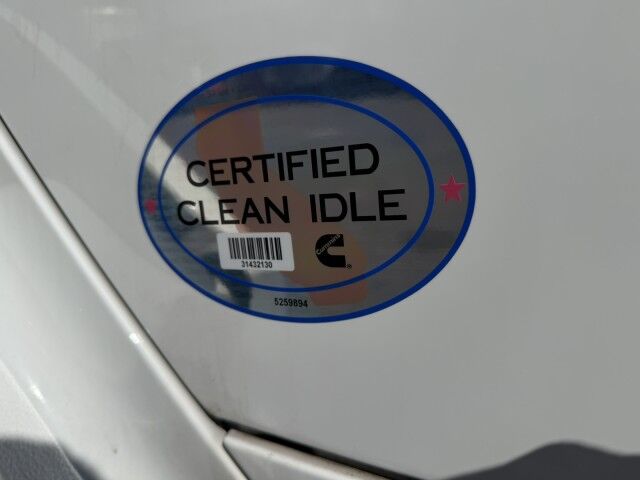 CERTIFIED
CLEAN IDLE
31432130
Cummins
5259894